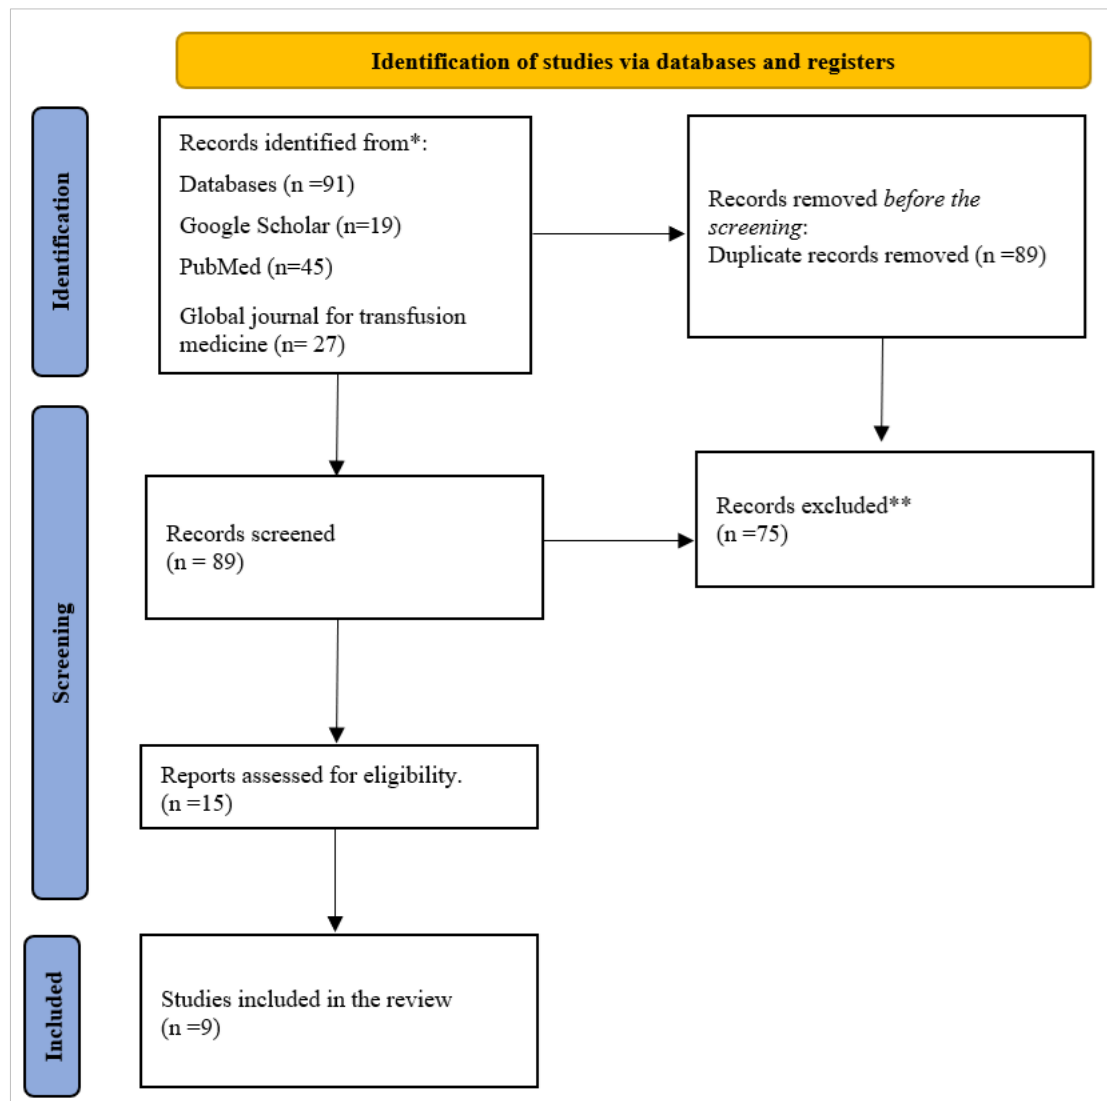 Identification of studies via databases and registers
Identification
Records identified from*:
Databases (n =91)
Google Scholar (n=19)
PubMed (n=45)
Global journal for transfusion
medicine (n= 27)
Records removed before the
screening:
Duplicate records removed (n =89)
Screening
Records screened
(n = 89)
Records excluded**
(n =75)
Reports assessed for eligibility.
(n =15)
Included
Studies included in the review
(n =9)